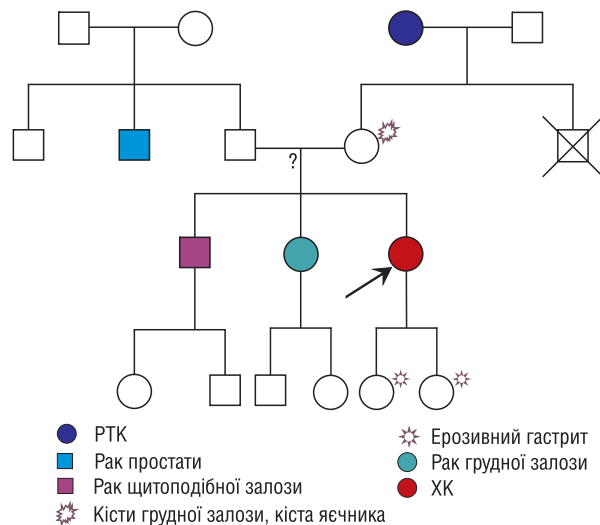 ?
РТК
Рак простати
Рак щитоподібної залози
Кісти грудної залози, кіста яєчника
Ерозивний гастрит
Рак грудної залози
ХК